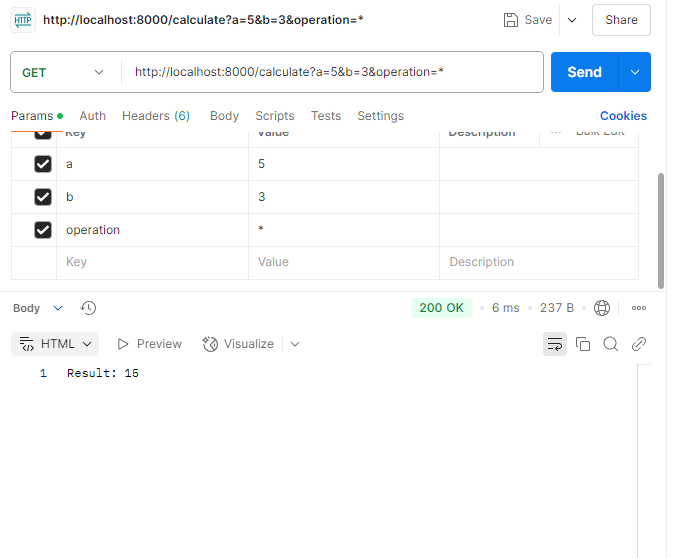 HTTP http://localhost:8000/calculate?a=5&b=3&operation=* Save Share
GET http://localhost:8000/calculate?a=5&b=3&operation=* Send
Params Auth Headers (6) Body Scripts Tests Settings Cookies
Key Value Description Bulk Edit
a 5
b 3
operation *
Key Value Description
Body 200 OK 6 ms 237 B
HTML Preview Visualize
1 Result: 15